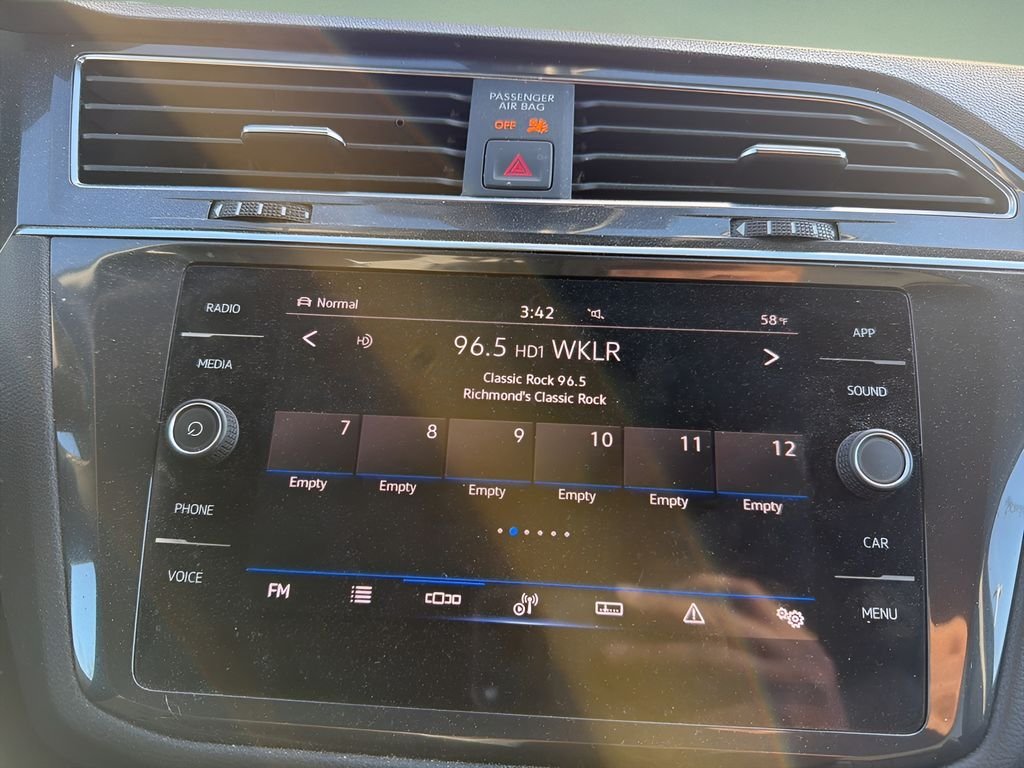 PASSENGER
AIR BAG
OFF
RADIO
MEDIA
PHONE
VOICE
Normal
3:42
58°F
96.5 HD1 WKLR
Classic Rock 96.5
Richmond's Classic Rock
7 8 9 10 11 12
Empty Empty Empty Empty Empty Empty
FM
APP
SOUND
CAR
MENU